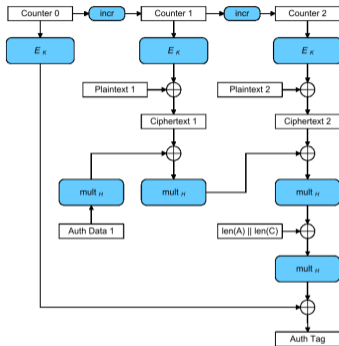 Counter 0
incr
Counter 1
incr
Counter 2
E K
E K
E K
Plaintext 1
Plaintext 2
Ciphertext 1
Ciphertext 2
mult H
mult H
mult H
Auth Data 1
len(A) || len(C)
mult H
Auth Tag